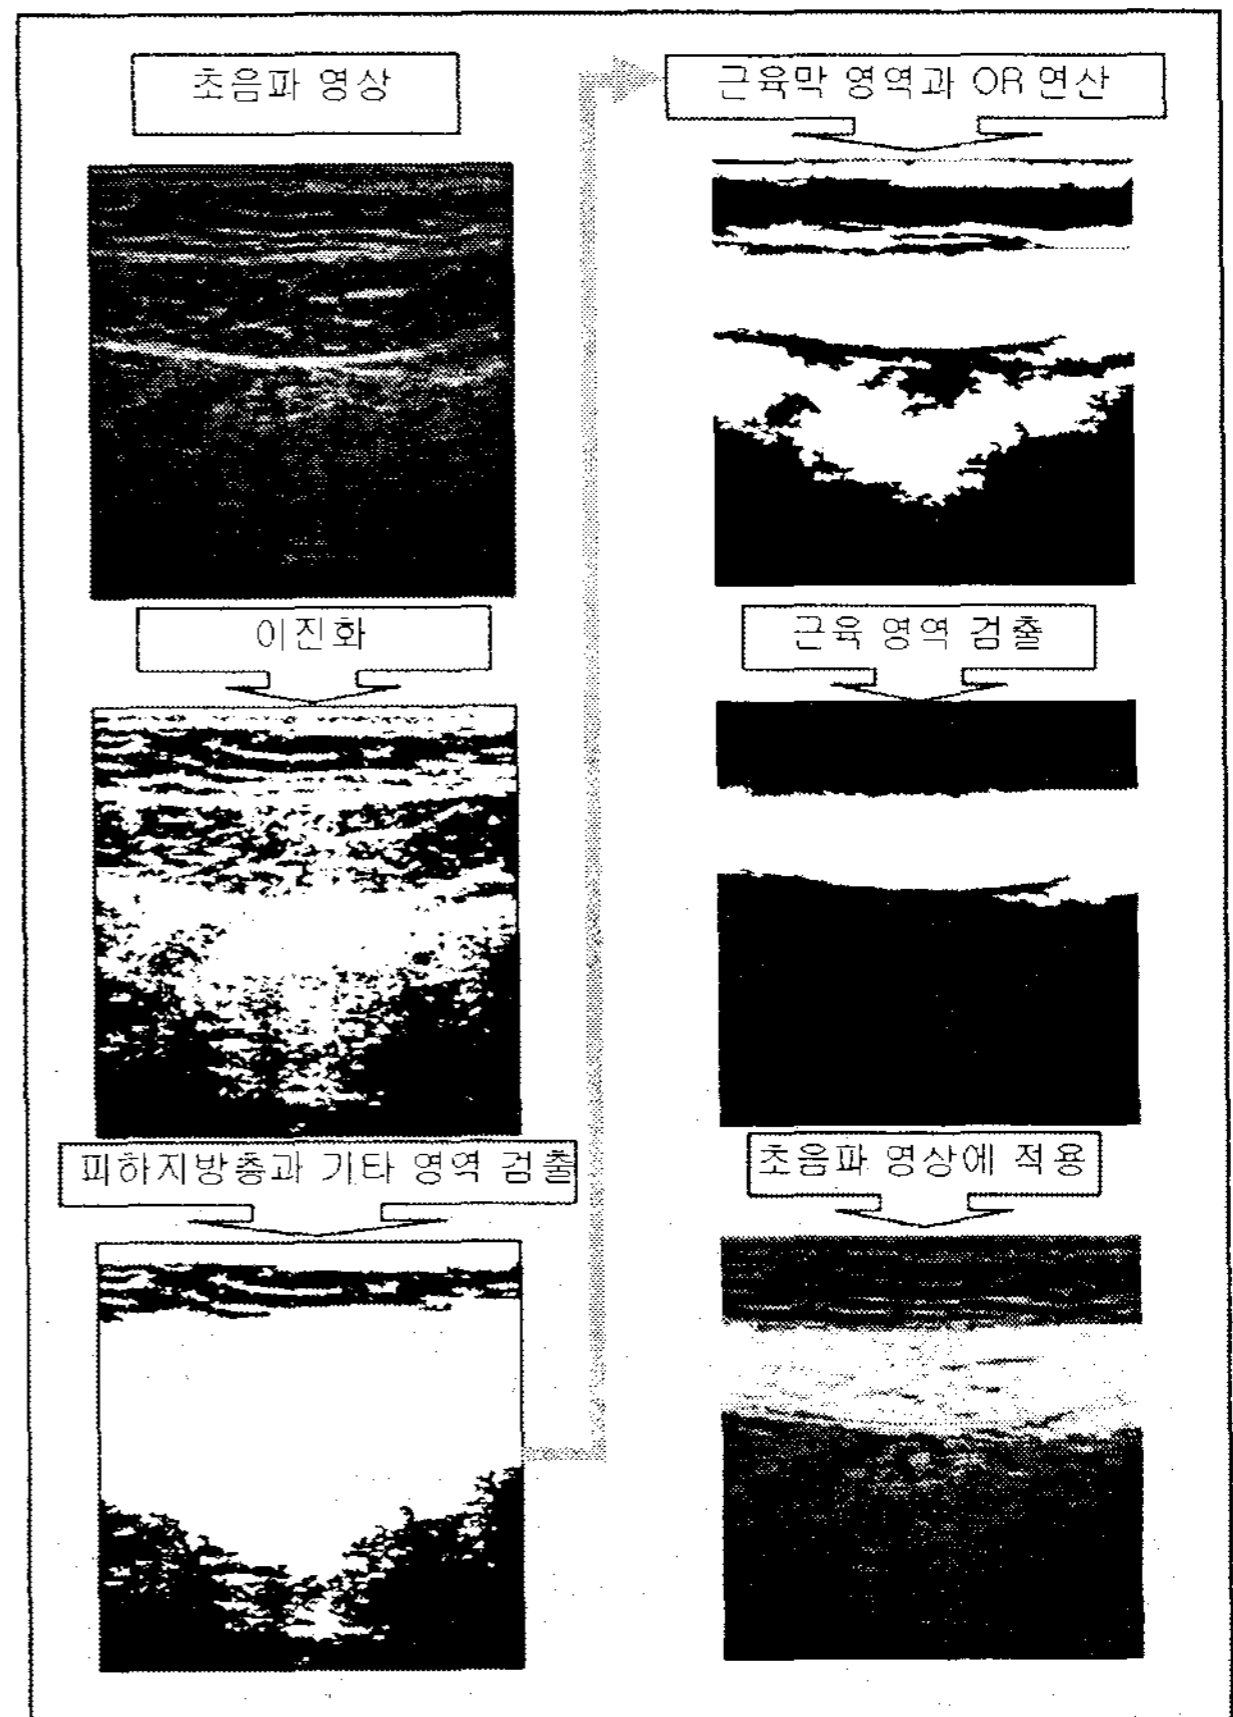 초음파 영상
이진화
피하지방층과 기타 영역 검출
근육막 영역과 OR 연산
근육 영역 검출
초음파 영상에 적용